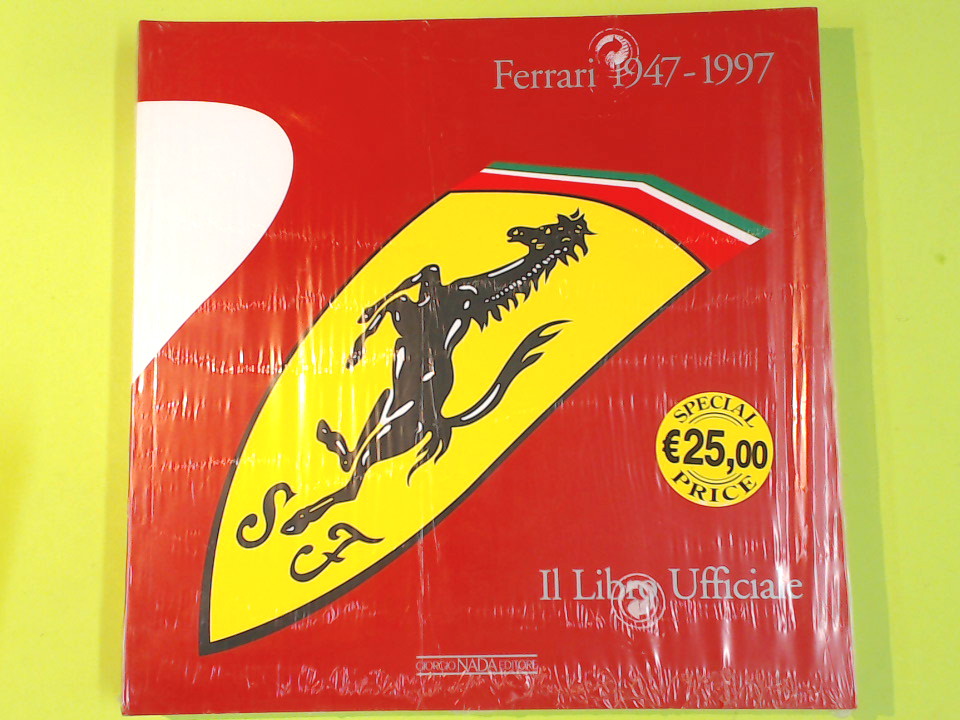 Ferrari 1947-1997
S F
SPECIAL
€25,00
PRICE
Il Libro Ufficiale
GIORGIO NADA EDITORE